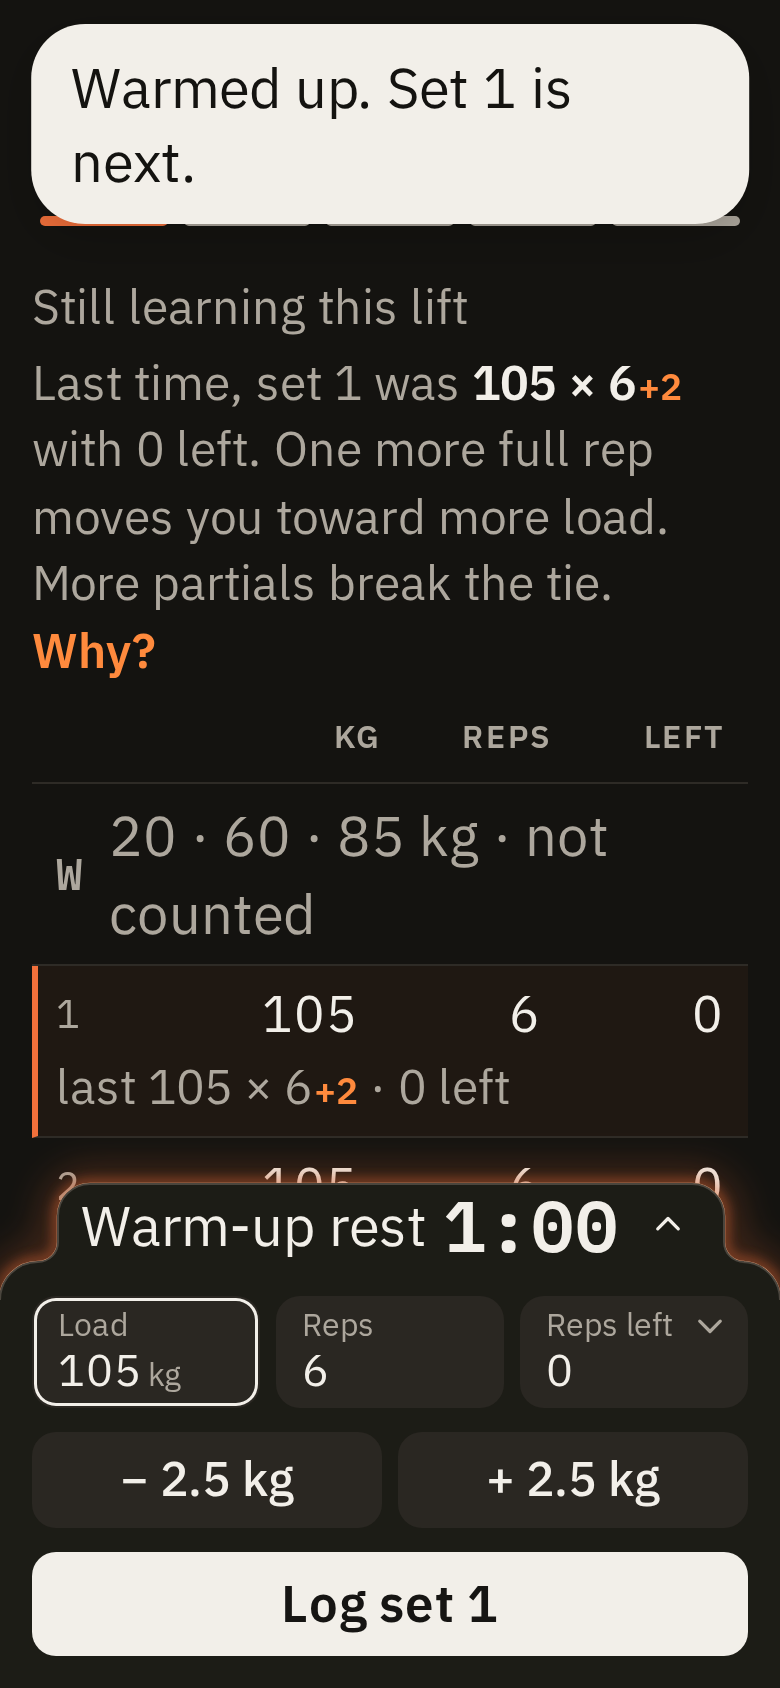 Warmed up. Set 1 is
next.
Still learning this lift
Last time, set 1 was 105 × 6+2
with 0 left. One more full rep
moves you toward more load.
More partials break the tie.
Why?
KG REPS LEFT
W 20 · 60 · 85 kg · not
counted
1 105 6 0
last 105 × 6+2 · 0 left
2 105 6 0
Warm-up rest 1:00
Load Reps Reps left
105 kg 6 0
− 2.5 kg + 2.5 kg
Log set 1